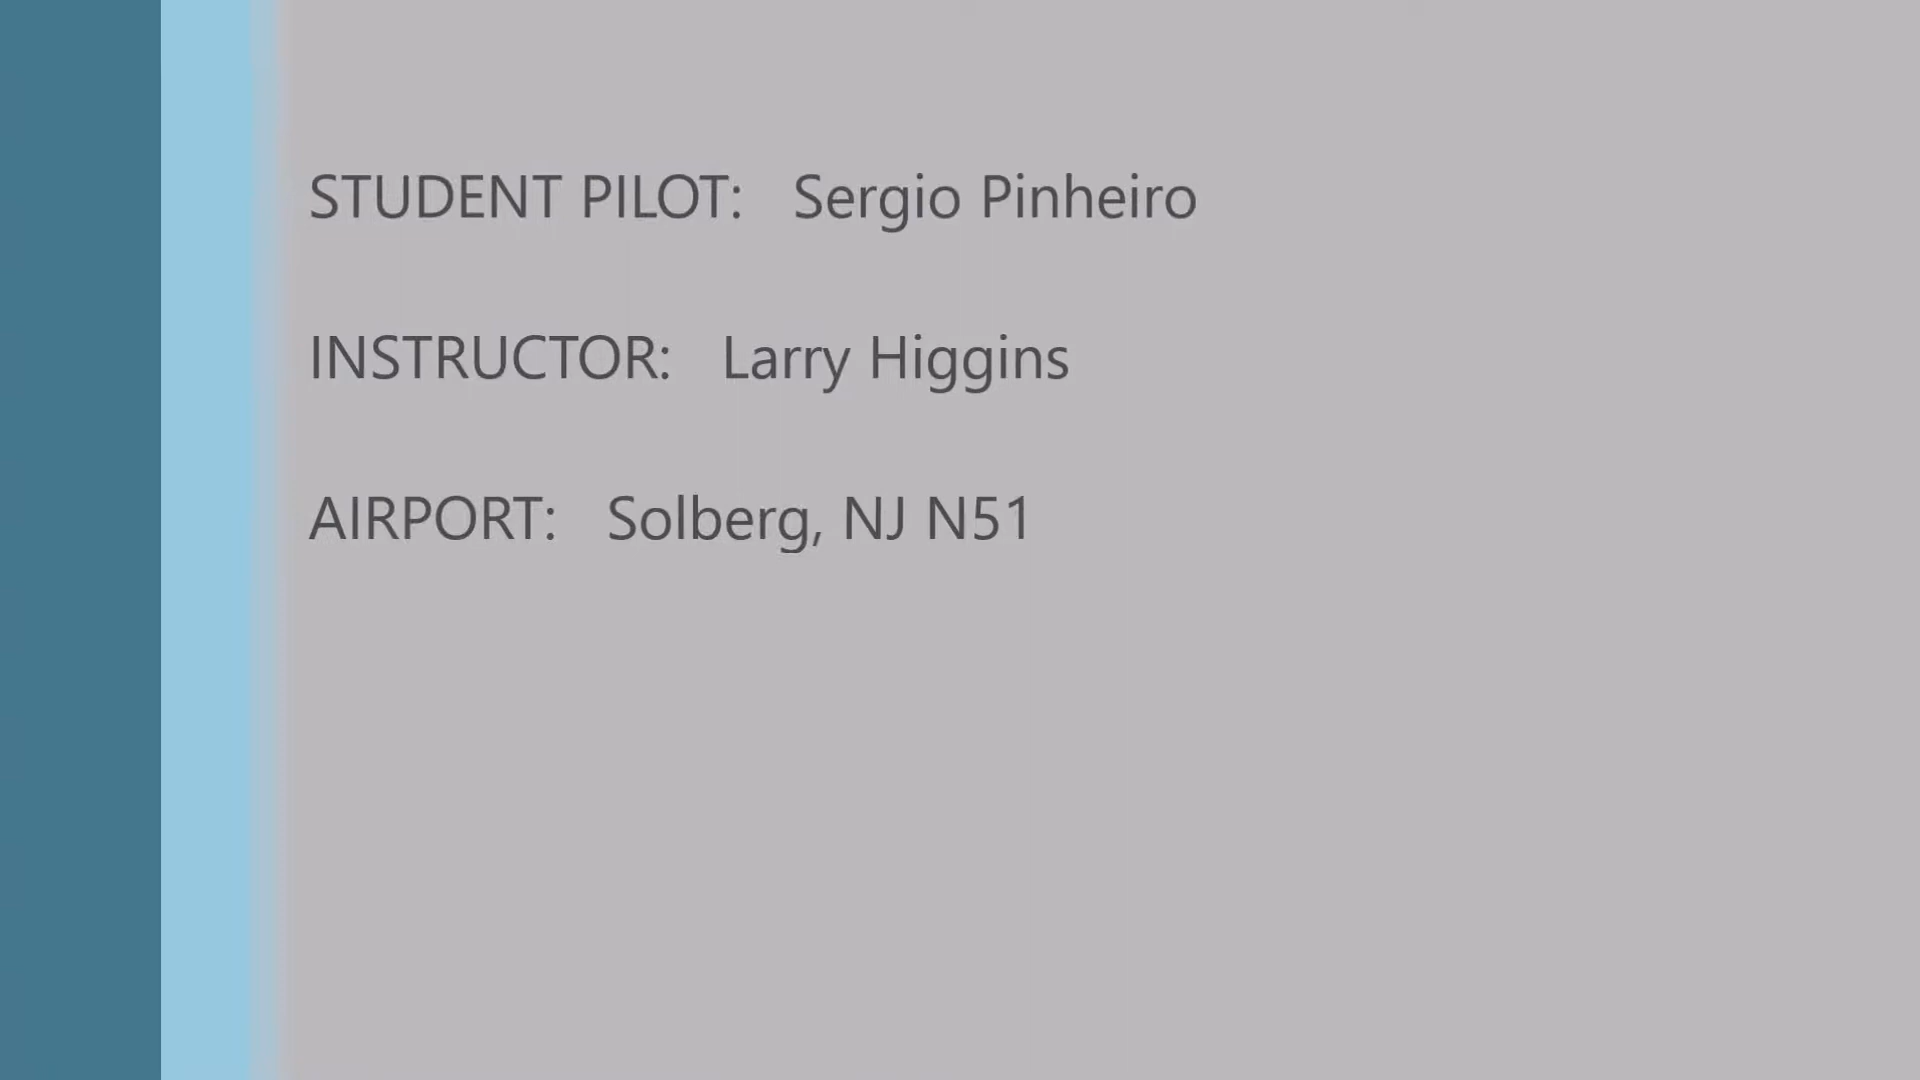 STUDENT PILOT: Sergio Pinheiro
INSTRUCTOR: Larry Higgins
AIRPORT: Solberg, NJ N51